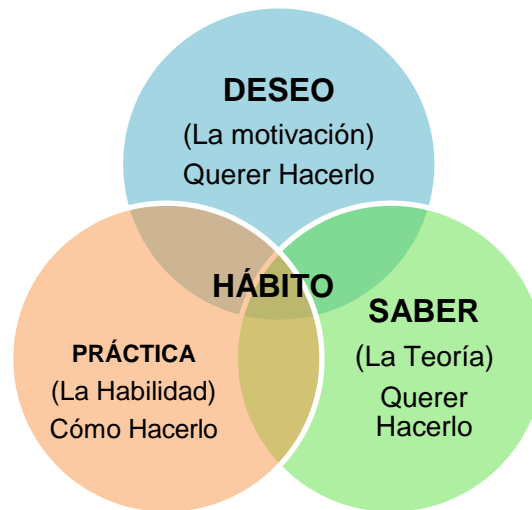 DESEO
(La motivación)
Querer Hacerlo
HÁBITO
PRÁCTICA
(La Habilidad)
Cómo Hacerlo
SABER
(La Teoría)
Querer
Hacerlo